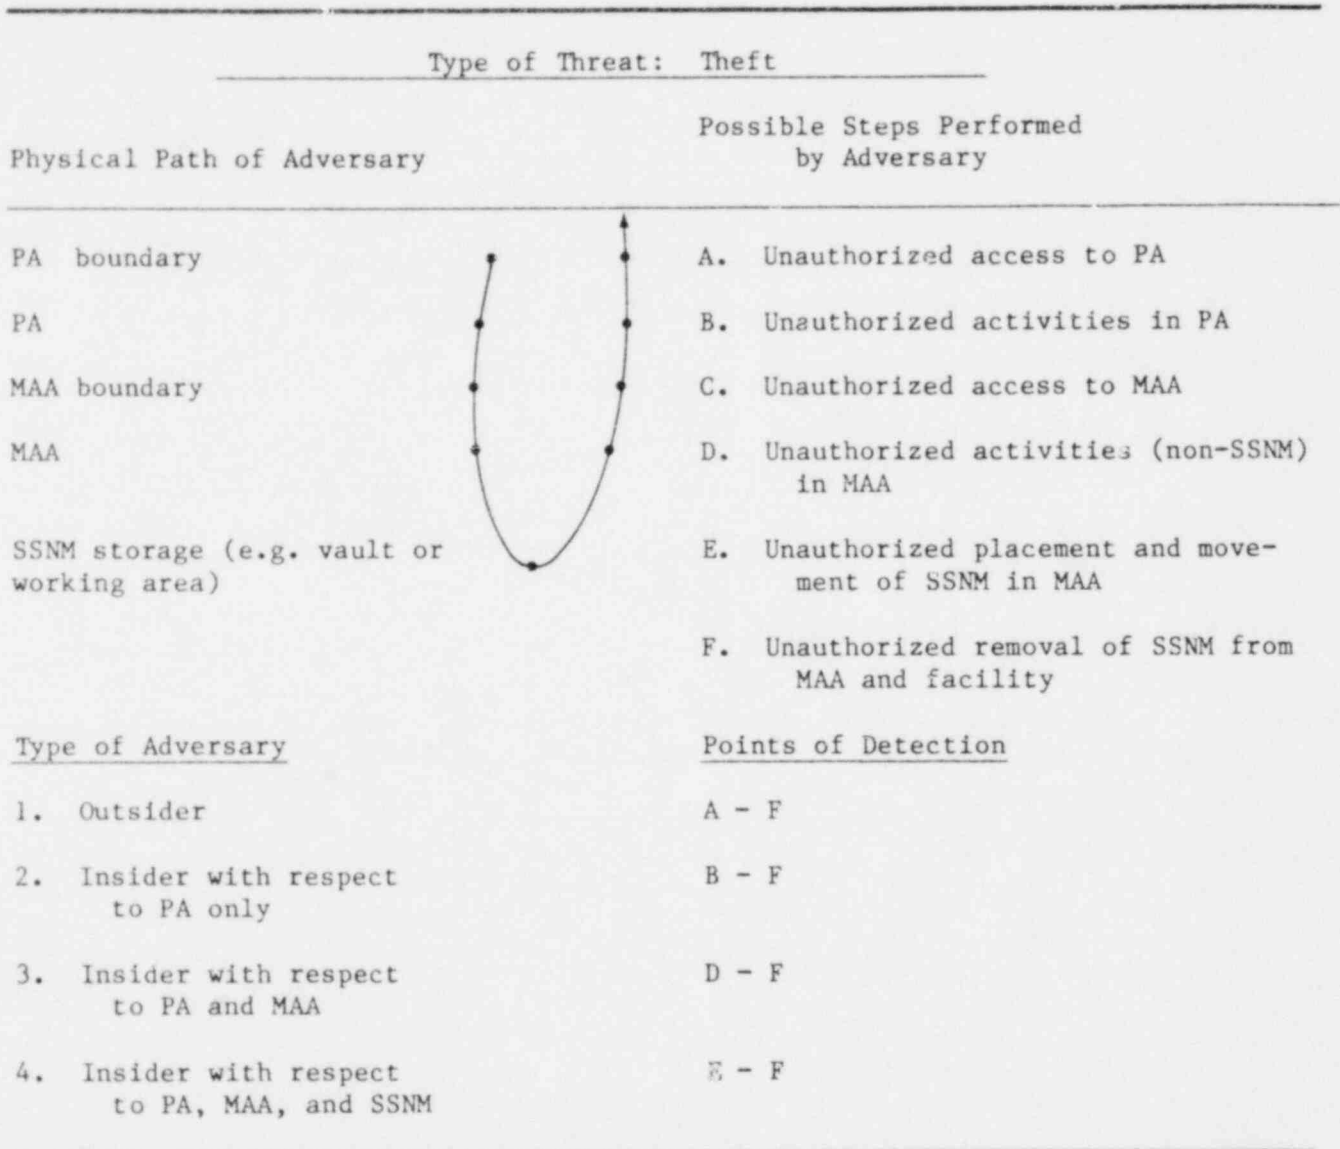 Type of Threat: Theft
Physical Path of Adversary
Possible Steps Performed
by Adversary
PA boundary
A. Unauthorized access to PA
PA
B. Unauthorized activities in PA
MAA boundary
C. Unauthorized access to MAA
MAA
D. Unauthorized activities (non-SSNM)
in MAA
SSNM storage (e.g. vault or
working area)
E. Unauthorized placement and move-
ment of SSNM in MAA
F. Unauthorized removal of SSNM from
MAA and facility
Type of Adversary
Points of Detection
1. Outsider
A - F
2. Insider with respect
to PA only
B - F
3. Insider with respect
to PA and MAA
D - F
4. Insider with respect
to PA, MAA, and SSNM
E - F